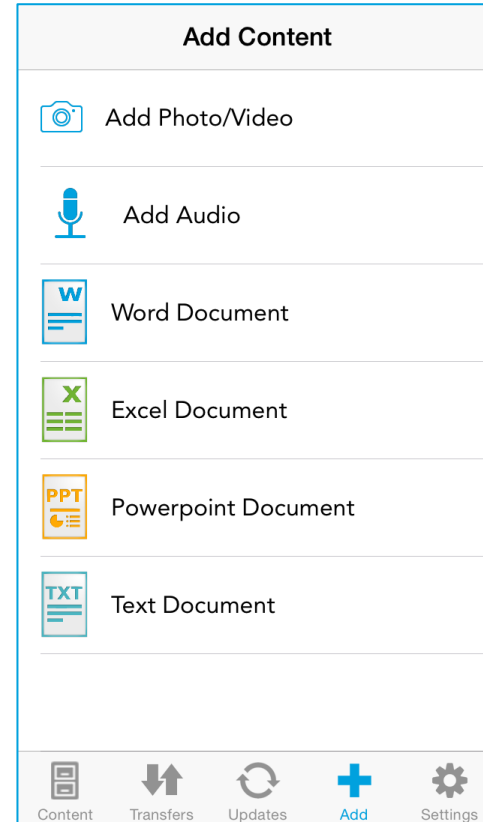 Add Content
Add Photo/Video
Add Audio
W
Word Document
X
Excel Document
PPT
Powerpoint Document
TXT
Text Document
Content Transfers Updates Add Settings